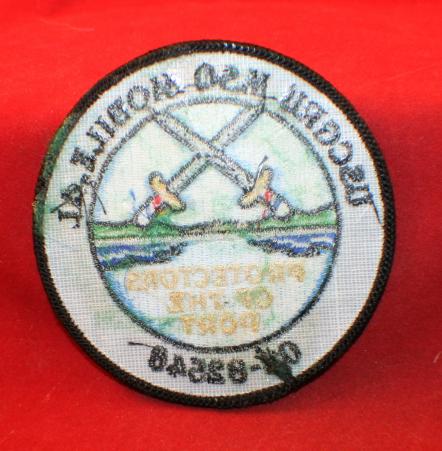 USCGRU MSO MOBILE, AL
PROTECTORS
OF THE
PORT